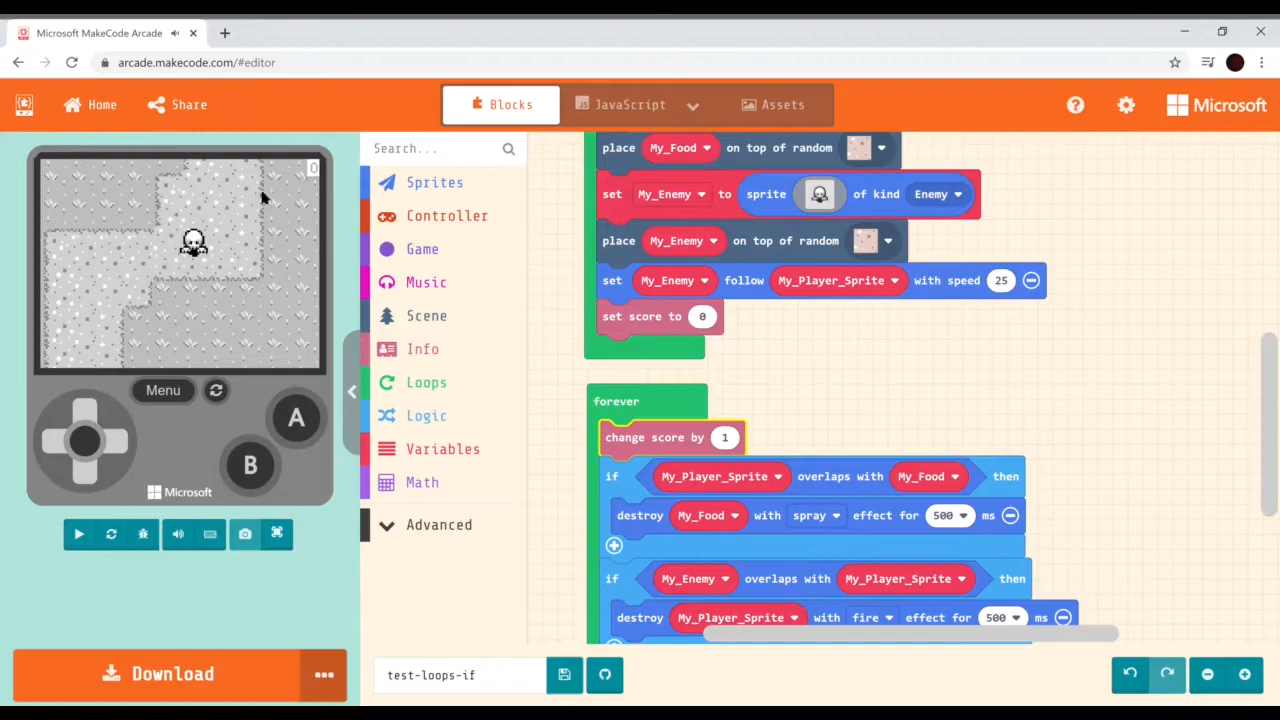 Microsoft MakeCode Arcade
arcade.makecode.com/#editor
Home
Share
Blocks
JavaScript
Assets
Microsoft
0
Menu
A
B
Microsoft
Search...
Sprites
Controller
Game
Music
Scene
Info
Loops
Logic
Variables
Math
Advanced
place My_Food on top of random
set My_Enemy to sprite of kind Enemy
place My_Enemy on top of random
set My_Enemy follow My_Player_Sprite with speed 25
set score to 0
forever
change score by 1
if My_Player_Sprite overlaps with My_Food then
destroy My_Food with spray effect for 500 ms
if My_Enemy overlaps with My_Player_Sprite then
destroy My_Player_Sprite with fire effect for 500 ms
Download
test-loops-if